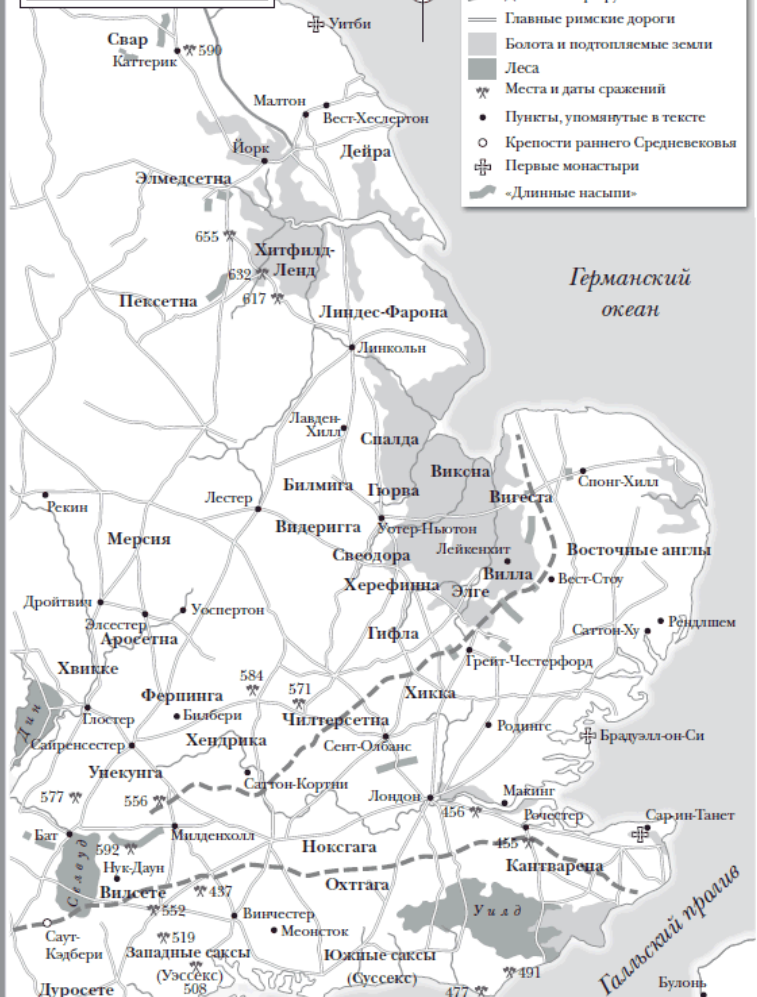 Уитби
Главные римские дороги
Болота и подтопляемые земли
Леса
Места и даты сражений
Пункты, упомянутые в тексте
Крепости раннего Средневековья
Первые монастыри
«Длинные насыпи»
Свар
590
Каттерик
Малтон
Вест-Хеслертон
Йорк
Дейра
Элмедсетна
655
Хитфилд-
Ленд
632
617
Пексетна
Германский
океан
Линдес-Фарона
Линкольн
Лавден-
Хилл
Спалда
Виксна
Спонг-Хилл
Билмига
Гюрва
Вигеста
Рекин
Лестер
Видеригга
Уотер-Ньютон
Мерсия
Лейкенхит
Восточные англы
Свеодора
Вилла
Вест-Стоу
Херефинна
Элге
Дройтвич
Уоспертон
Элсестер
Аросетна
Гифла
Саттон-Ху
Рендлшем
Хвикке
Грейт-Честерфорд
584
571
Ферпинга
Хикка
Дин
Глостер
Билбери
Чилтерсетна
Родингс
Брадуэлл-он-Си
Сайренсестер
Хендрика
Сент-Олбанс
Унекунга
Саттон-Кортни
577
556
Лондон
Макинг
456
Рочестер
Сар-ин-Танет
Бат
Милденхолл
592
Ноксгага
455
Селвуд
Нук-Даун
Кантварена
Вилсете
437
Охтгага
552
Винчестер
Уилд
Саут-
Кэдбери
519
Меонсток
Западные саксы
(Уэссекс)
508
Южные саксы
(Суссекс)
491
477
Галльский пролив
Дуросете
Булонь